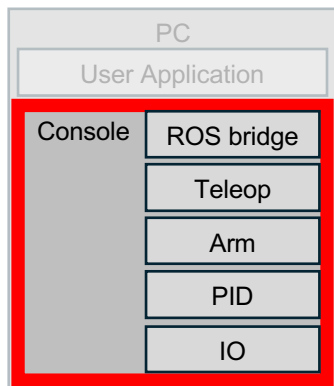 PC
User Application
Console
ROS bridge
Teleop
Arm
PID
IO